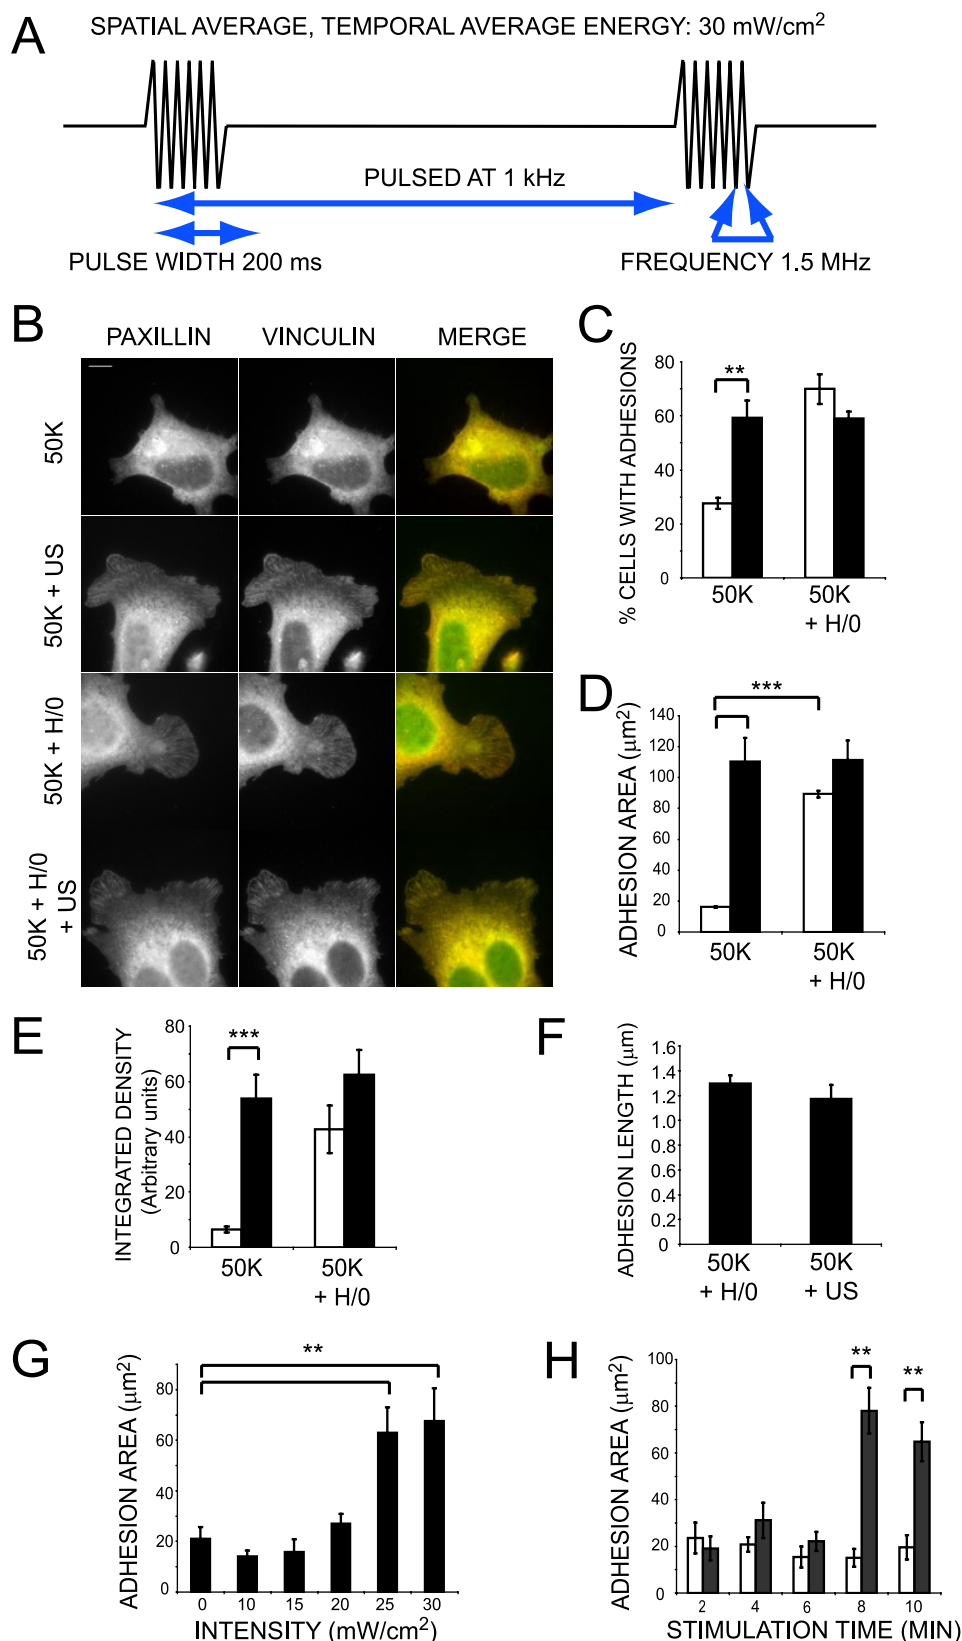 A
SPATIAL AVERAGE, TEMPORAL AVERAGE ENERGY: 30 mW/cm²
PULSED AT 1 kHz
PULSE WIDTH 200 ms
FREQUENCY 1.5 MHz
B
PAXILLIN VINCULIN MERGE
50K
50K + US
50K + H/0
50K + H/0
+ US
C
% CELLS WITH ADHESIONS
80
60
40
20
0
**
50K
50K
+ H/0
D
ADHESION AREA (µm²)
140
120
100
80
60
40
20
0
***
50K
50K
+ H/0
E
INTEGRATED DENSITY
(Arbitrary units)
80
60
40
20
0
***
50K
50K
+ H/0
F
ADHESION LENGTH (µm)
1.6
1.4
1.2
1.0
0.8
0.6
0.4
0.2
0
50K
+ H/0
50K
+ US
G
ADHESION AREA (µm²)
80
60
40
20
0
**
0 10 15 20 25 30
INTENSITY (mW/cm²)
H
ADHESION AREA (µm²)
100
80
60
40
20
0
**
**
2 4 6 8 10
STIMULATION TIME (MIN)